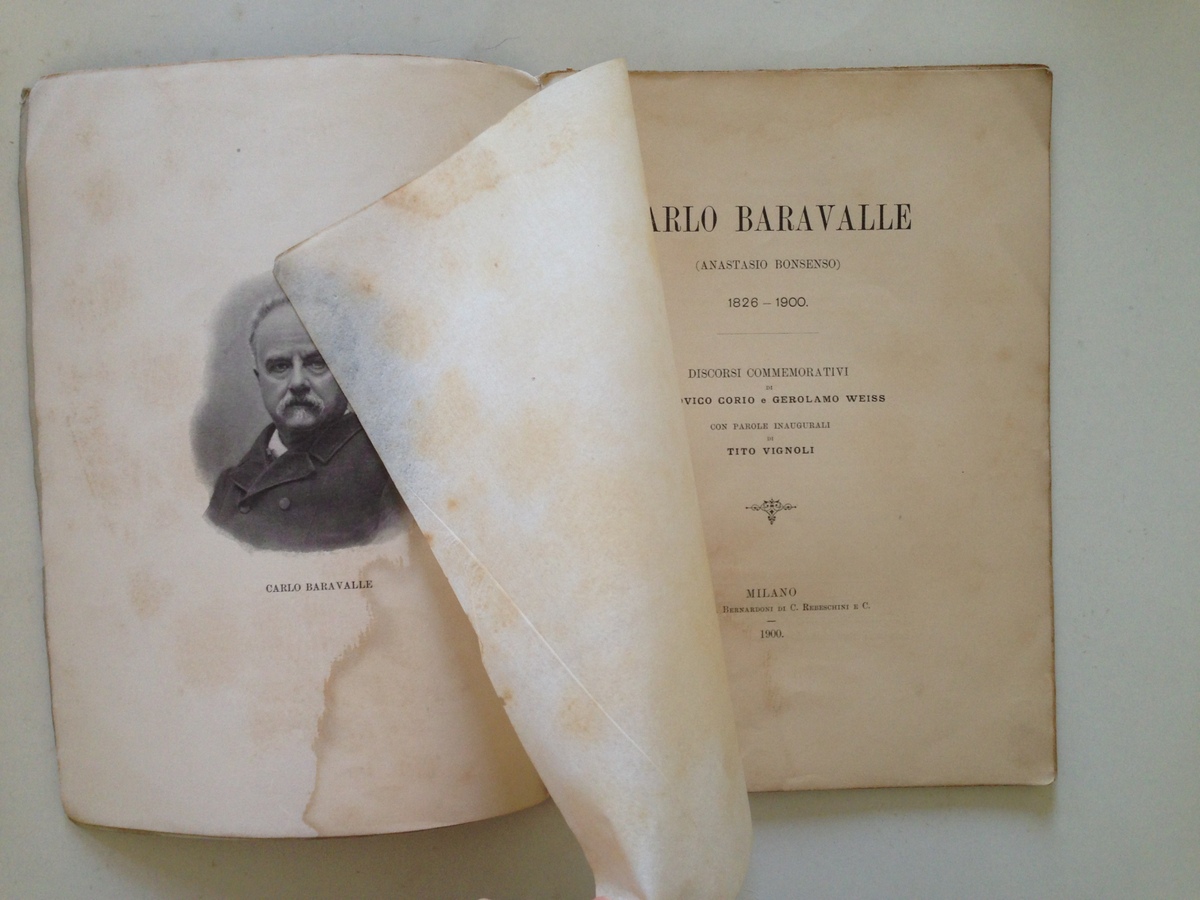 CARLO BARAVALLE
ARLO BARAVALLE
(ANASTASIO BONSENSO)
1826 – 1900.
DISCORSI COMMEMORATIVI
DI
OVICO CORIO e GEROLAMO WEISS
CON PAROLE INAUGURALI
DI
TITO VIGNOLI
MILANO
BERNARDONI DI C. REBESCHINI E C.
1900.